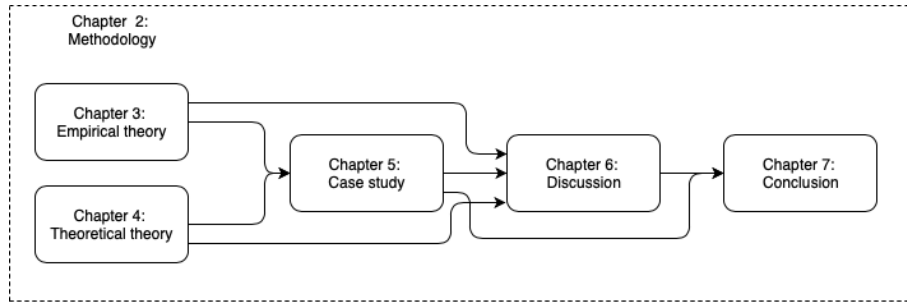 Chapter 2:
Methodology
Chapter 3:
Empirical theory
Chapter 4:
Theoretical theory
Chapter 5:
Case study
Chapter 6:
Discussion
Chapter 7:
Conclusion